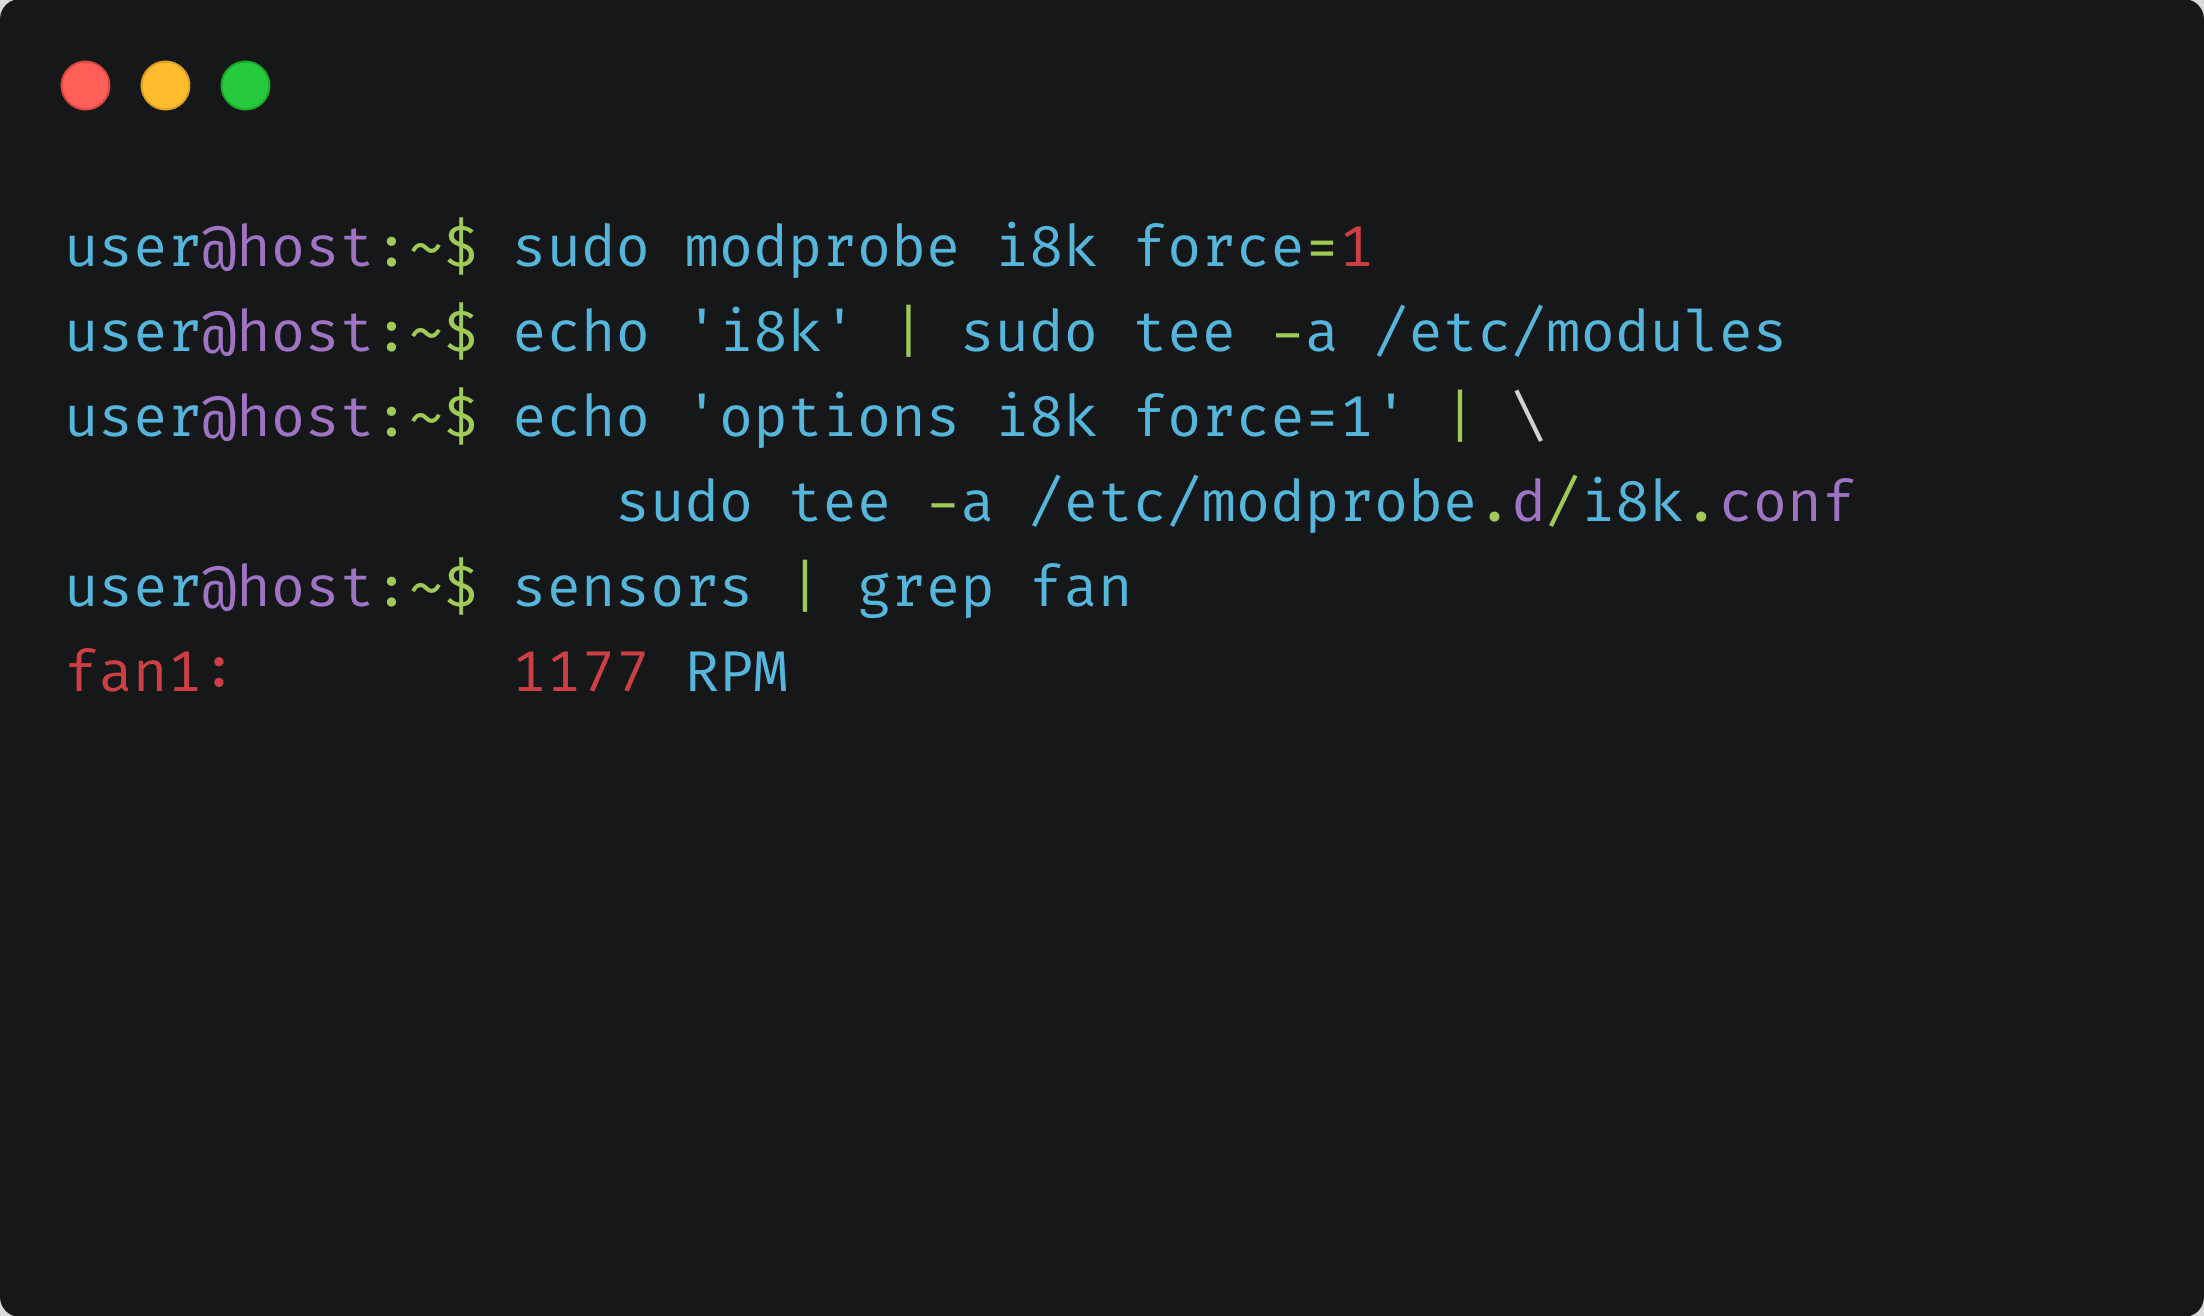 user@host:~$ sudo modprobe i8k force=1
user@host:~$ echo 'i8k' | sudo tee -a /etc/modules
user@host:~$ echo 'options i8k force=1' | \
                sudo tee -a /etc/modprobe.d/i8k.conf
user@host:~$ sensors | grep fan
fan1:        1177 RPM